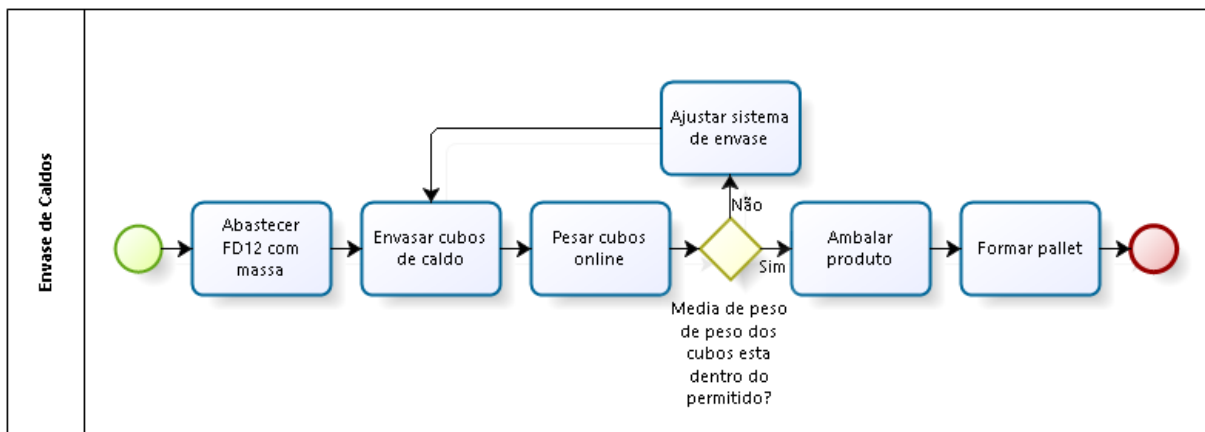 Envase de Caldos
Abastecer
FD12 com
massa
Envasar cubos
de caldo
Pesar cubos
online
Ajustar sistema
de envase
Não
Sim
Media de peso
de peso dos
cubos esta
dentro do
permitido?
Ambalar
produto
Formar pallet